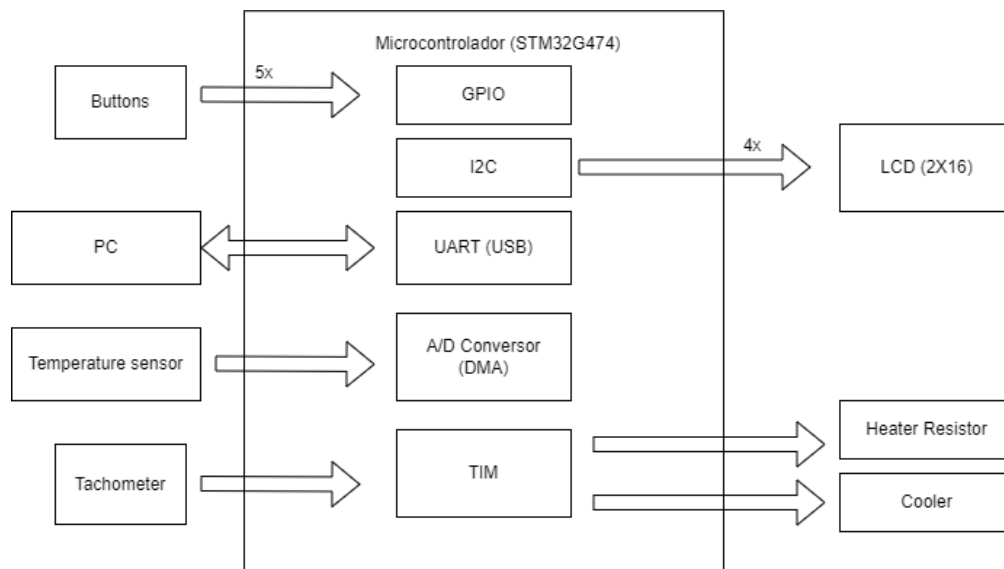 Microcontrolador (STM32G474)
Buttons
5x
GPIO
I2C
4x
LCD (2X16)
PC
UART (USB)
Temperature sensor
A/D Conversor
(DMA)
Tachometer
TIM
Heater Resistor
Cooler